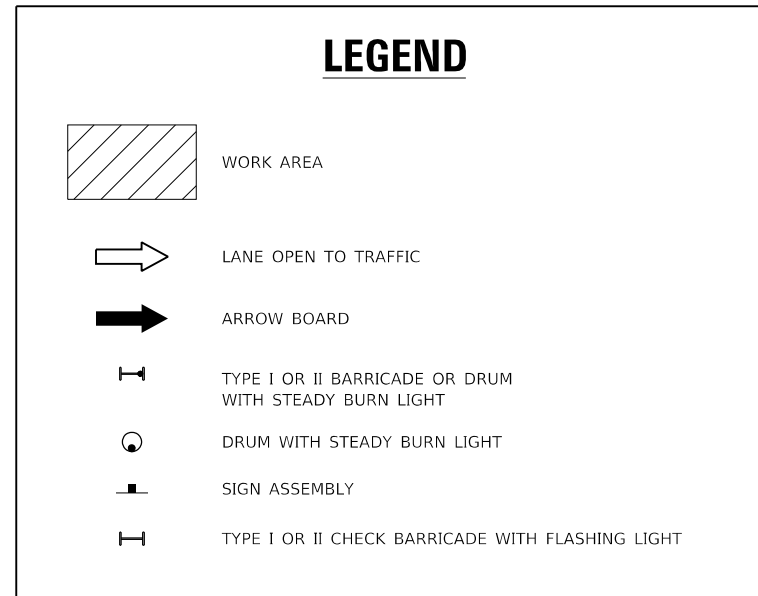 LEGEND
WORK AREA
LANE OPEN TO TRAFFIC
ARROW BOARD
TYPE I OR II BARRICADE OR DRUM
WITH STEADY BURN LIGHT
DRUM WITH STEADY BURN LIGHT
SIGN ASSEMBLY
TYPE I OR II CHECK BARRICADE WITH FLASHING LIGHT